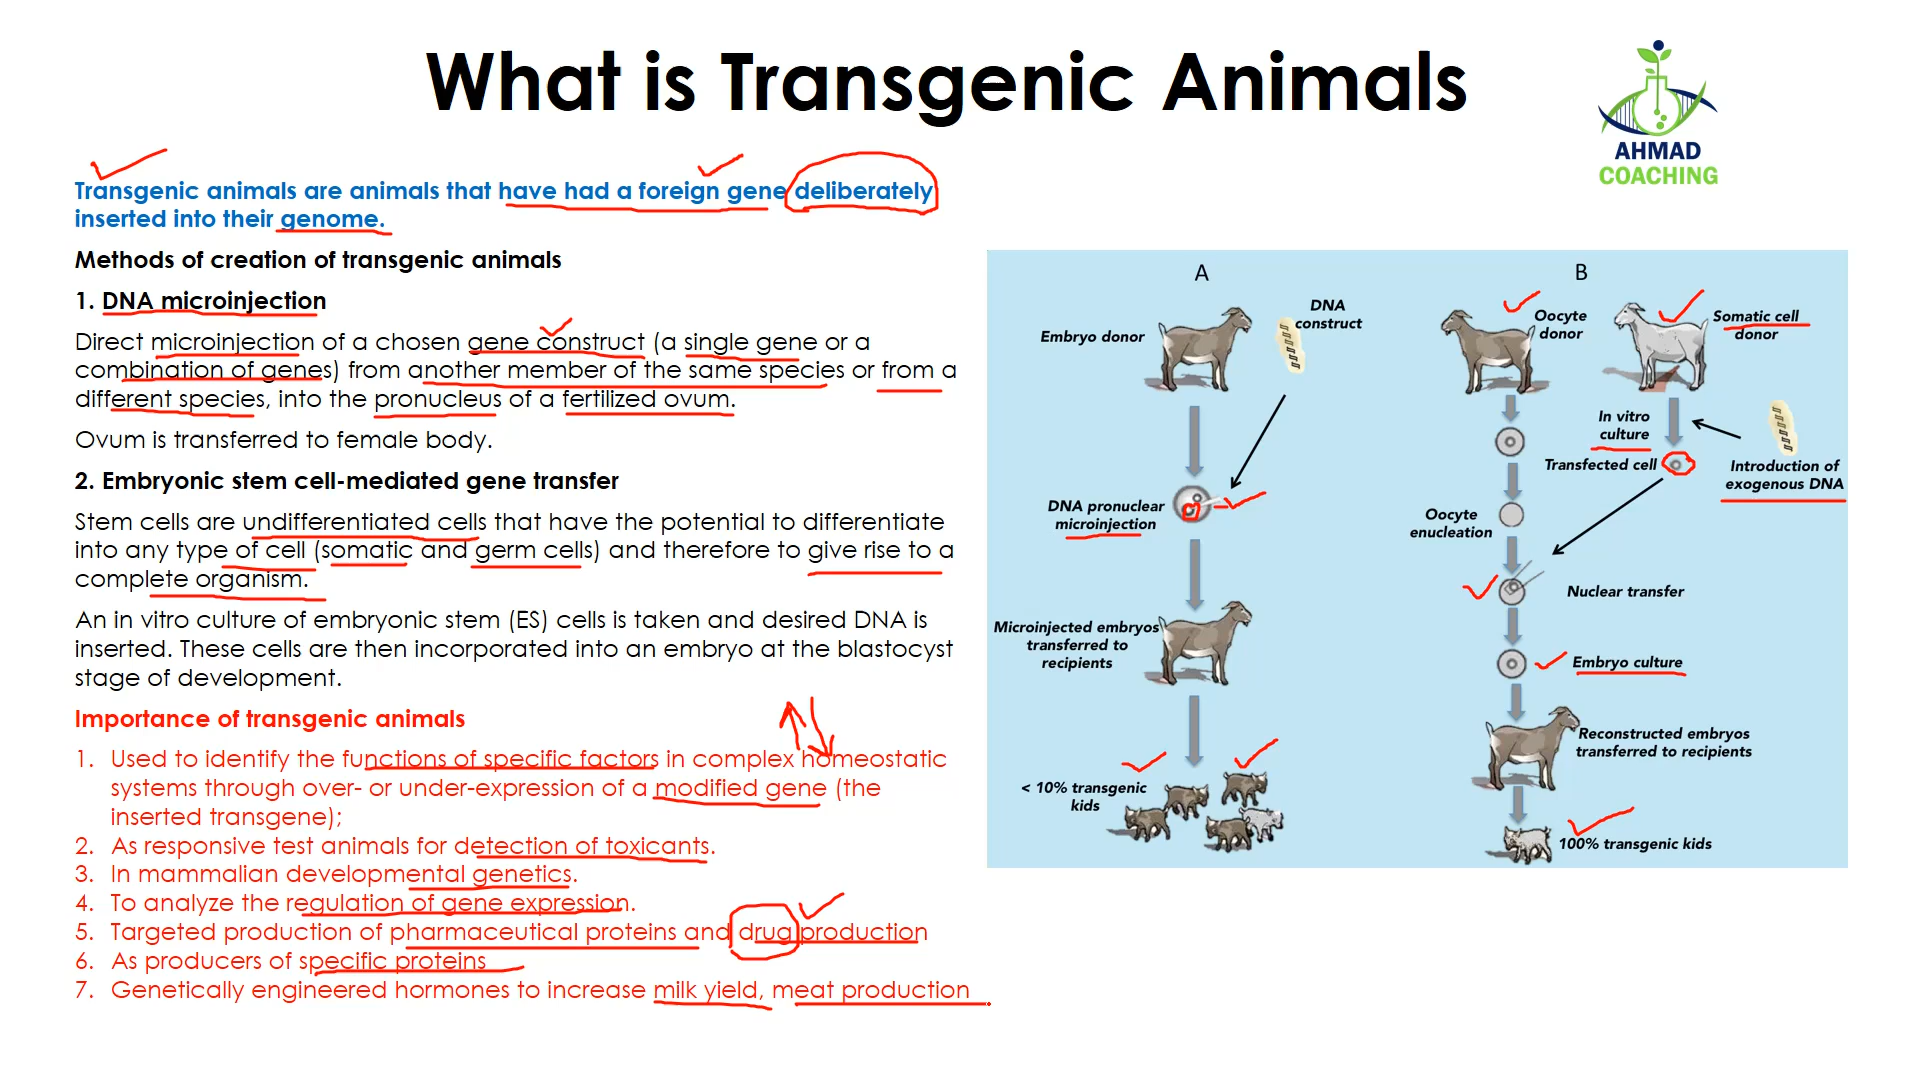 What is Transgenic Animals
AHMAD
COACHING
Transgenic animals are animals that have had a foreign gene deliberately
inserted into their genome.
Methods of creation of transgenic animals
1. DNA microinjection
Direct microinjection of a chosen gene construct (a single gene or a
combination of genes) from another member of the same species or from a
different species, into the pronucleus of a fertilized ovum.
Ovum is transferred to female body.
2. Embryonic stem cell-mediated gene transfer
Stem cells are undifferentiated cells that have the potential to differentiate
into any type of cell (somatic and germ cells) and therefore to give rise to a
complete organism.
An in vitro culture of embryonic stem (ES) cells is taken and desired DNA is
inserted. These cells are then incorporated into an embryo at the blastocyst
stage of development.
Importance of transgenic animals
1. Used to identify the functions of specific factors in complex homeostatic
systems through over- or under-expression of a modified gene (the
inserted transgene);
2. As responsive test animals for detection of toxicants.
3. In mammalian developmental genetics.
4. To analyze the regulation of gene expression.
5. Targeted production of pharmaceutical proteins and drug production
6. As producers of specific proteins
7. Genetically engineered hormones to increase milk yield, meat production
A
Embryo donor
DNA
construct
DNA pronuclear
microinjection
Microinjected embryos
transferred to
recipients
< 10% transgenic
kids
B
Oocyte
donor
Somatic cell
donor
In vitro
culture
Transfected cell
Introduction of
exogenous DNA
Oocyte
enucleation
Nuclear transfer
Embryo culture
Reconstructed embryos
transferred to recipients
100% transgenic kids